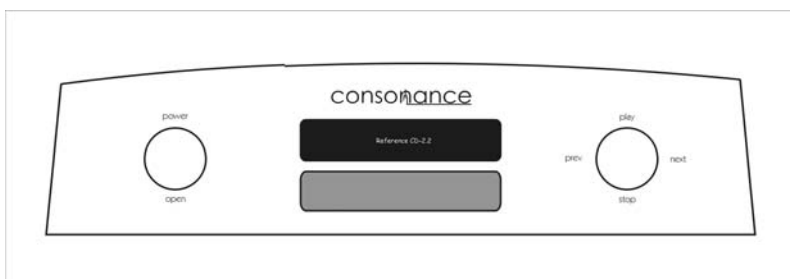 consonance
power
play
Reference CD-2.2
prev
next
open
stop